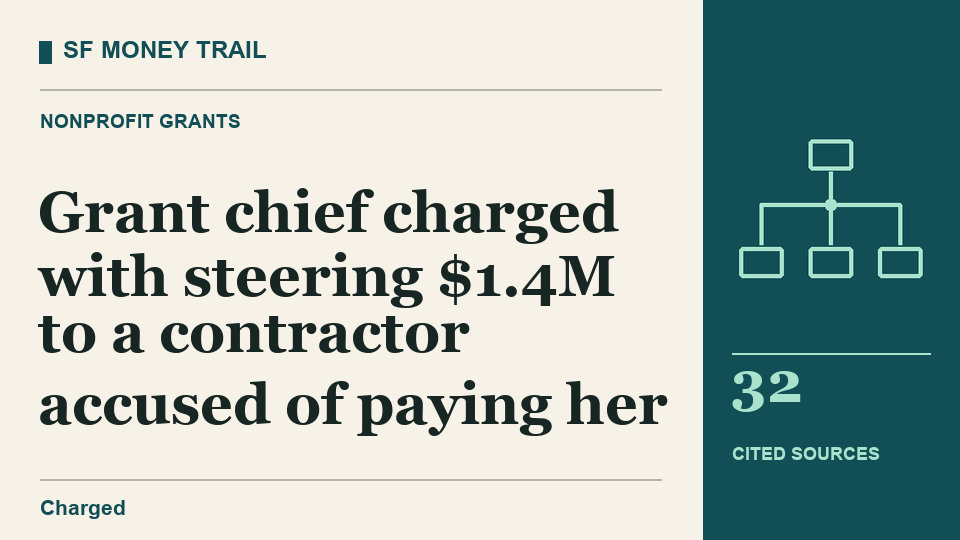 SF MONEY TRAIL
NONPROFIT GRANTS
Grant chief charged
with steering $1.4M
to a contractor
accused of paying her
Charged
32
CITED SOURCES